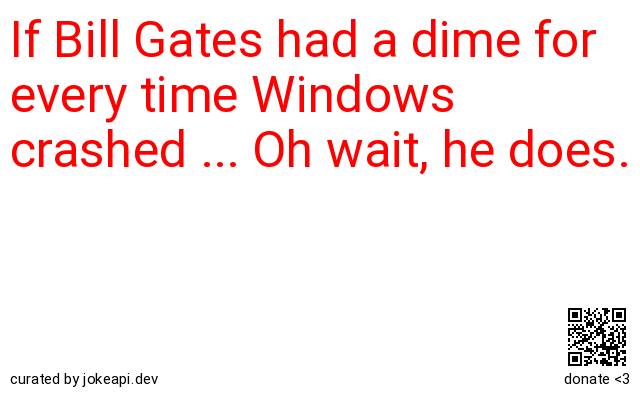 If Bill Gates had a dime for
every time Windows
crashed ... Oh wait, he does.
curated by jokeapi.dev
donate <3